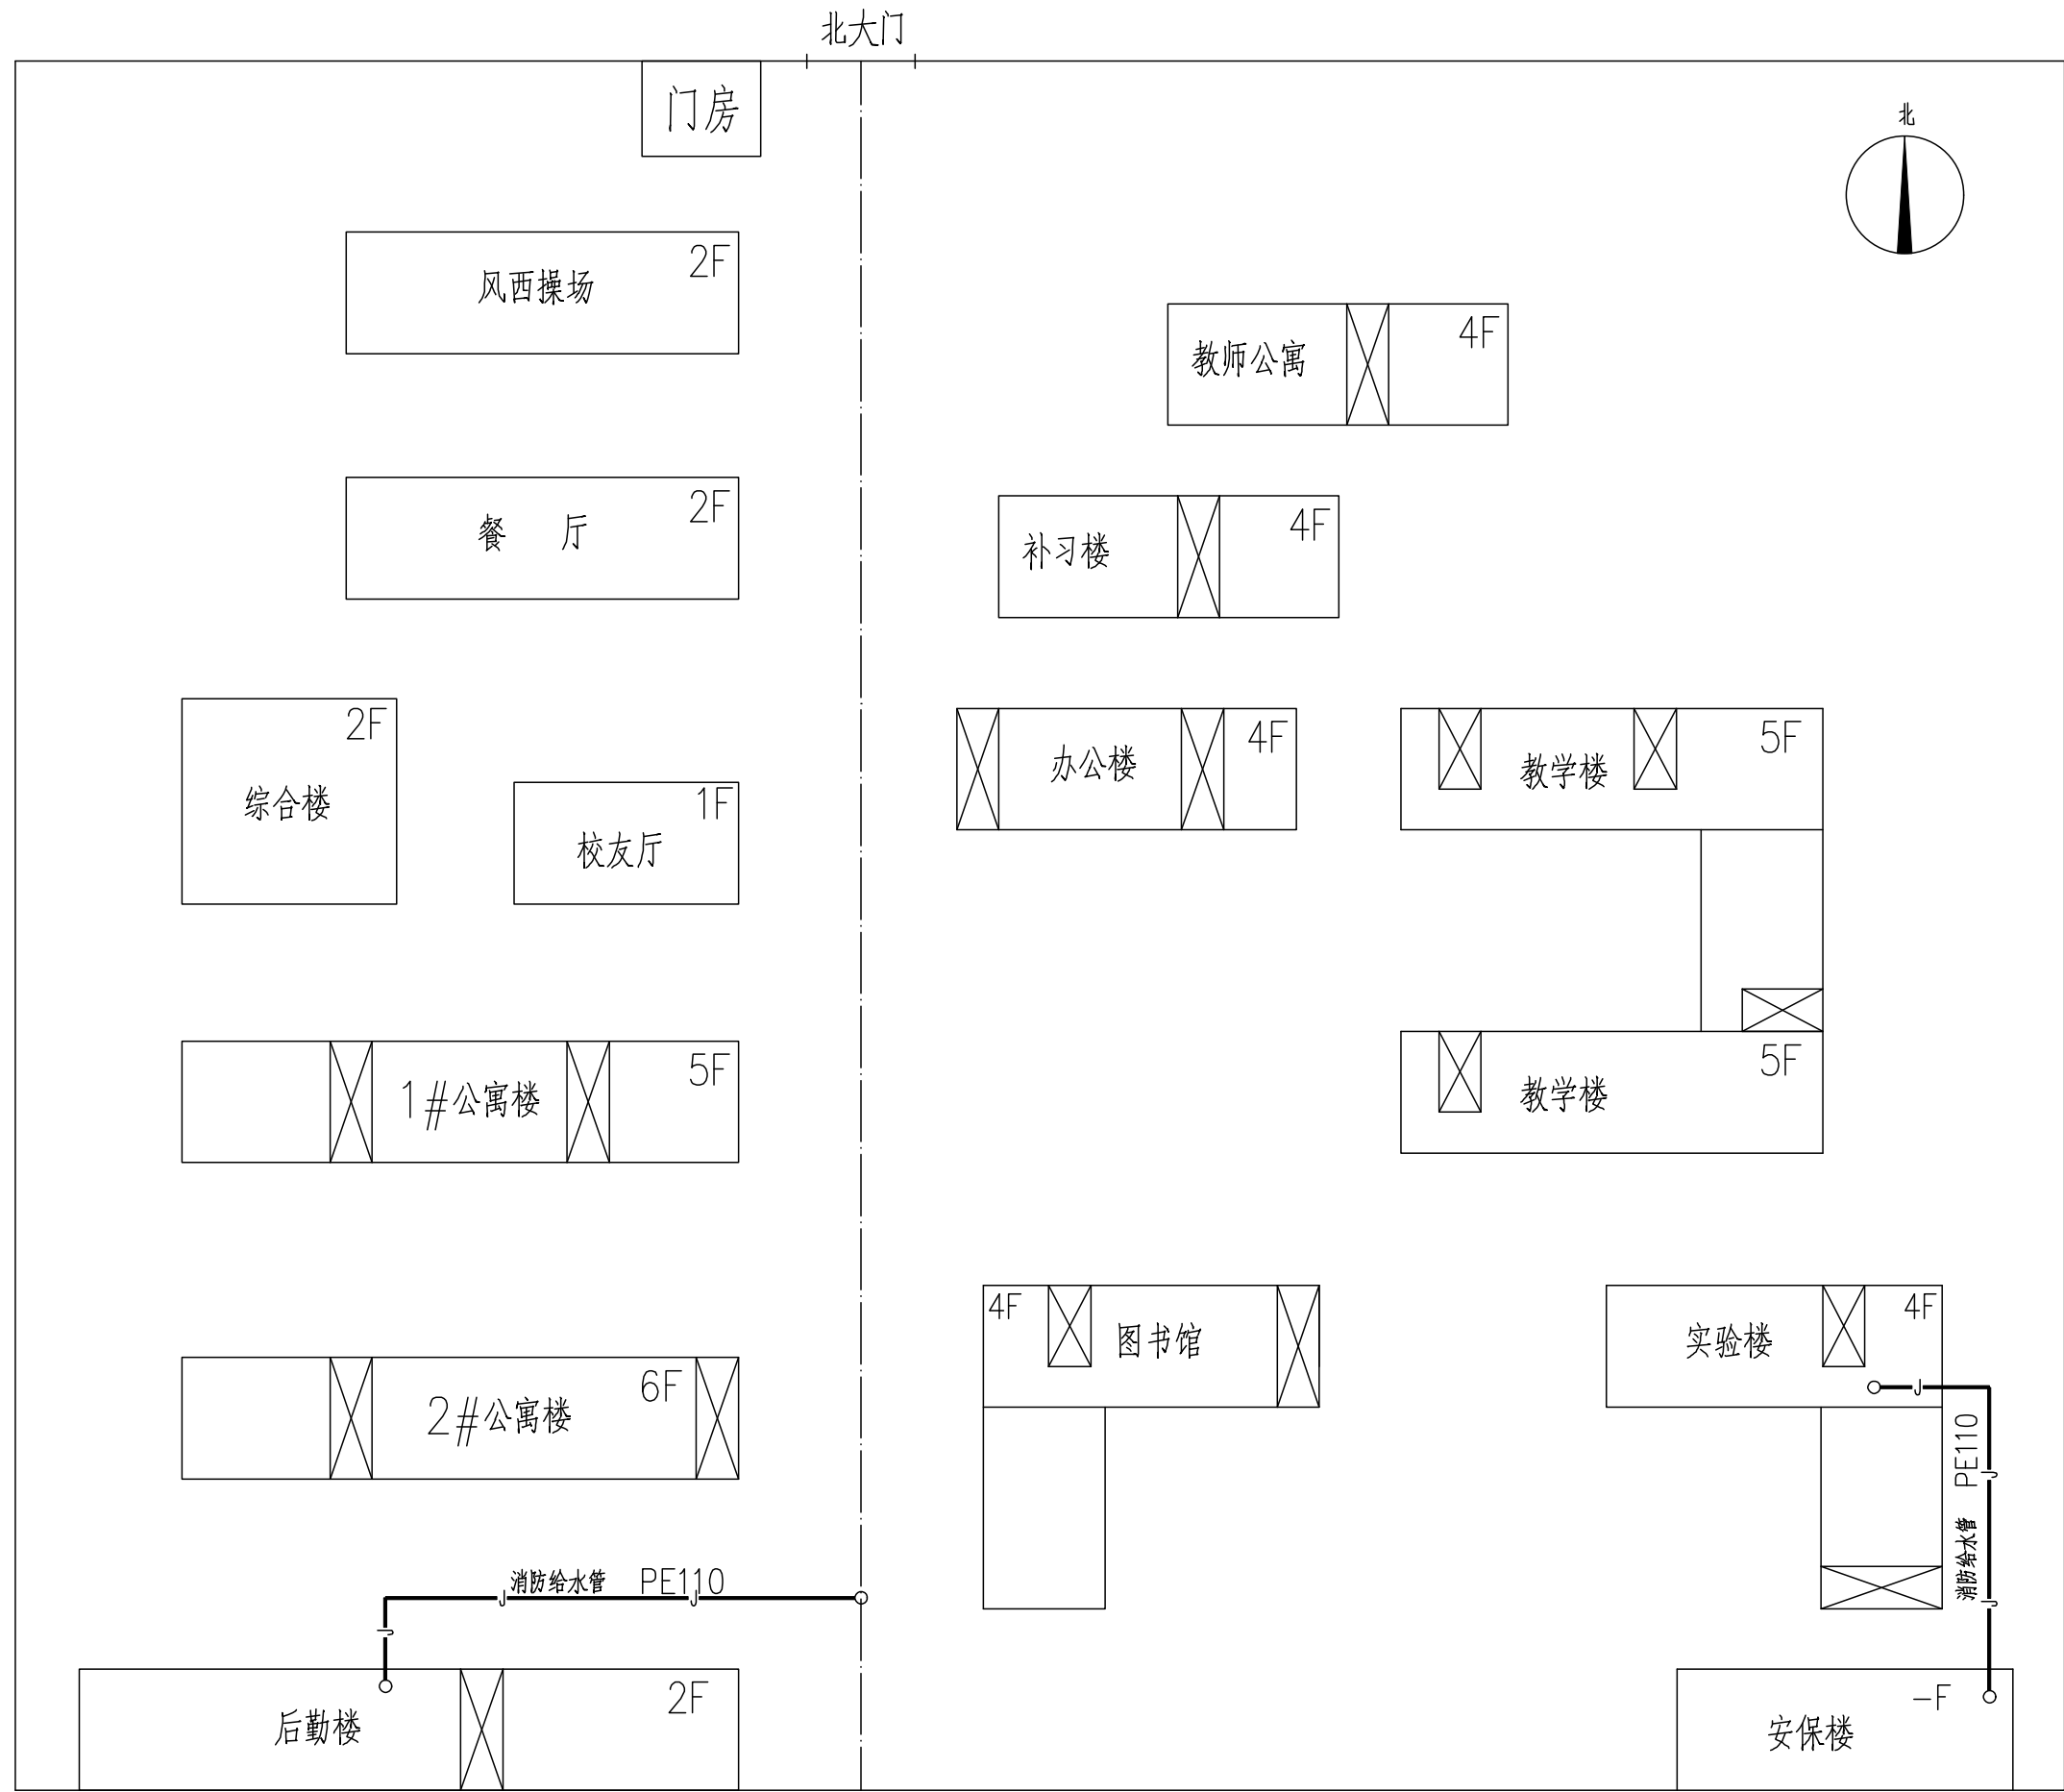 北大门
门房
北
风西操场
2F
教师公寓
4F
餐 厅
2F
补习楼
4F
综合楼
2F
校友厅
1F
办公楼
4F
教学楼
5F
1#公寓楼
5F
教学楼
5F
2#公寓楼
6F
4F
图书馆
实验楼
4F
J
消防给水管 PE110
J
J
消防给水管 PE110
J
J
J
后勤楼
2F
安保楼
-F